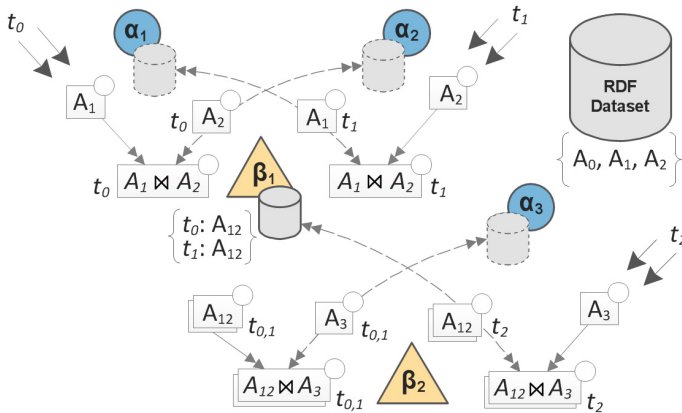 t₀
α₁
α₂
t₁
RDF
Dataset
A₁
A₂
t₀
A₂
A₁
t₁
{ A₀, A₁, A₂ }
t₀
A₁ ⋈ A₂
β₁
A₁ ⋈ A₂
t₁
t₀: A₁₂
t₁: A₁₂
α₃
t₂
A₁₂
t₀,₁
A₃
t₀,₁
A₁₂
t₂
A₃
A₁₂ ⋈ A₃
t₀,₁
β₂
A₁₂ ⋈ A₃
t₂